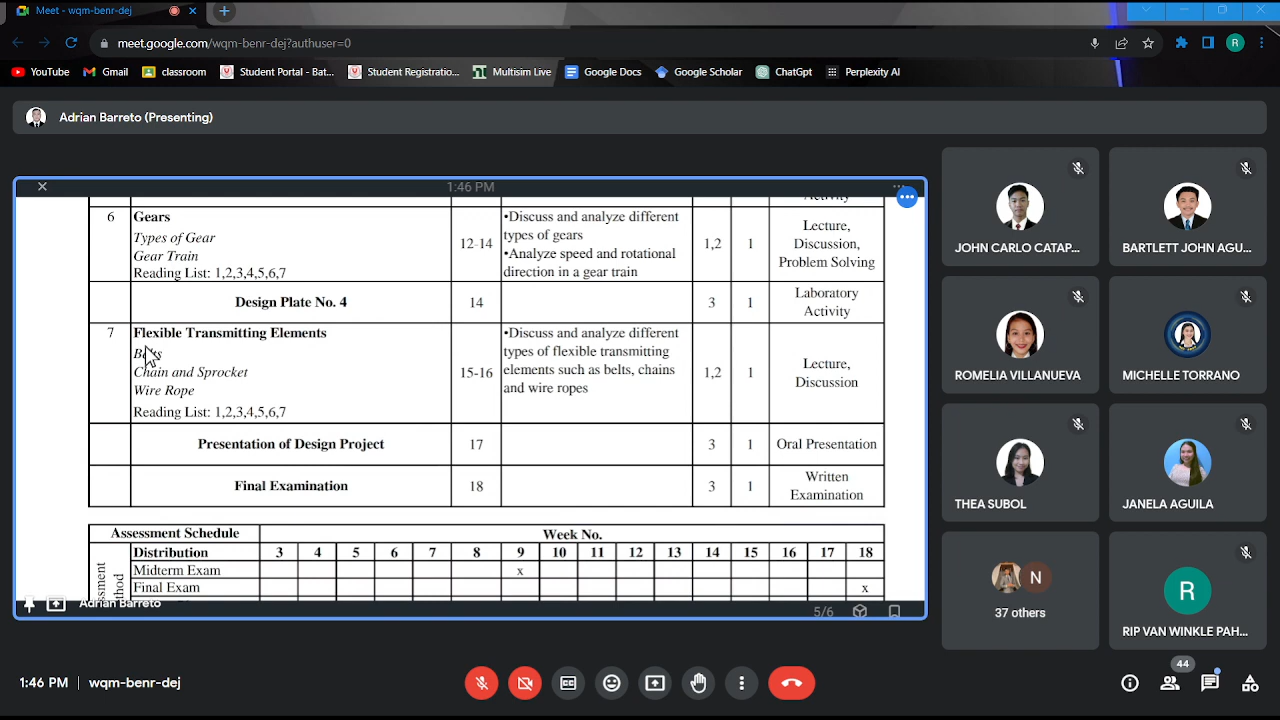 Meet - wqm-benr-dej
meet.google.com/wqm-benr-dej?authuser=0
R
YouTube
Gmail
classroom
Student Portal - Bat...
Student Registratio...
Multisim Live
Google Docs
Google Scholar
ChatGpt
Perplexity AI
Adrian Barreto (Presenting)
1:46 PM
Activity
6
Gears
Types of Gear
Gear Train
Reading List: 1,2,3,4,5,6,7
12-14
•Discuss and analyze different
types of gears
•Analyze speed and rotational
direction in a gear train
1,2
1
Lecture,
Discussion,
Problem Solving
Design Plate No. 4
14
3
1
Laboratory
Activity
7
Flexible Transmitting Elements
Belts
Chain and Sprocket
Wire Rope
Reading List: 1,2,3,4,5,6,7
15-16
•Discuss and analyze different
types of flexible transmitting
elements such as belts, chains
and wire ropes
1,2
1
Lecture,
Discussion
Presentation of Design Project
17
3
1
Oral Presentation
Final Examination
18
3
1
Written
Examination
Assessment Schedule
Week No.
Distribution
3 4 5 6 7 8 9 10 11 12 13 14 15 16 17 18
Midterm Exam x
Final Exam x
Adrian Barreto
5/6
JOHN CARLO CATAP...
BARTLETT JOHN AGU...
ROMELIA VILLANUEVA
MICHELLE TORRANO
THEA SUBOL
JANELA AGUILA
N
37 others
R
RIP VAN WINKLE PAH...
1:46 PM | wqm-benr-dej
44